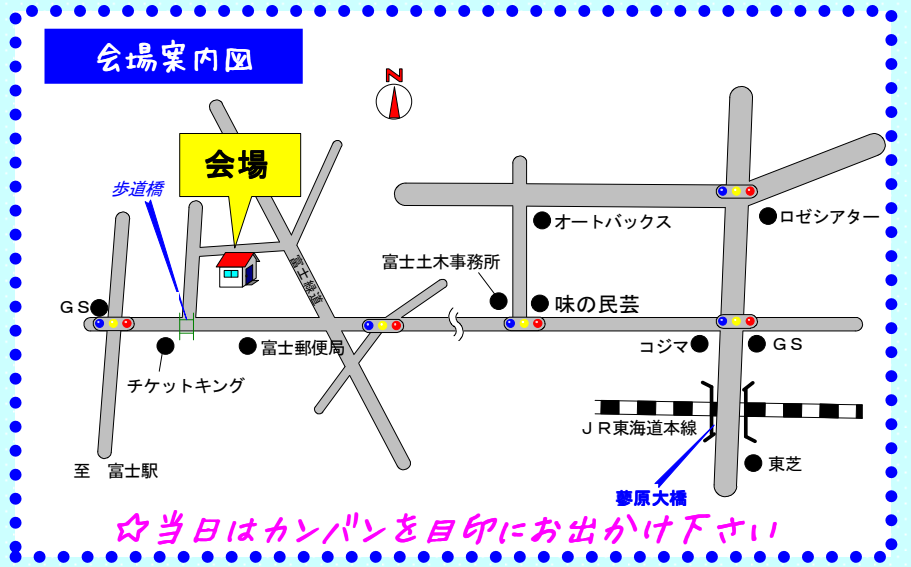 会場案内図
N
会場
歩道橋
オートバックス
ロゼシアター
富士土木事務所
富士緑道
GS
味の民芸
富士郵便局
コジマ
GS
チケットキング
JR東海道本線
至　富士駅
東芝
夢原大橋
☆当日はカンバンを目印にお出かけ下さい